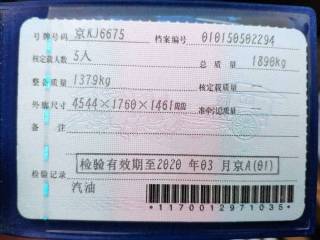 号牌号码 京KJ6675 档案编号 010150502294
核定载人数 5人 总质量 1890kg
整备质量 1379kg 核定载质量 --
外廓尺寸 4544×1760×1461mm 准牵引总质量 --
备注
检验有效期至2020年03月京A(01)
检验记录
汽油
*1170012971035*